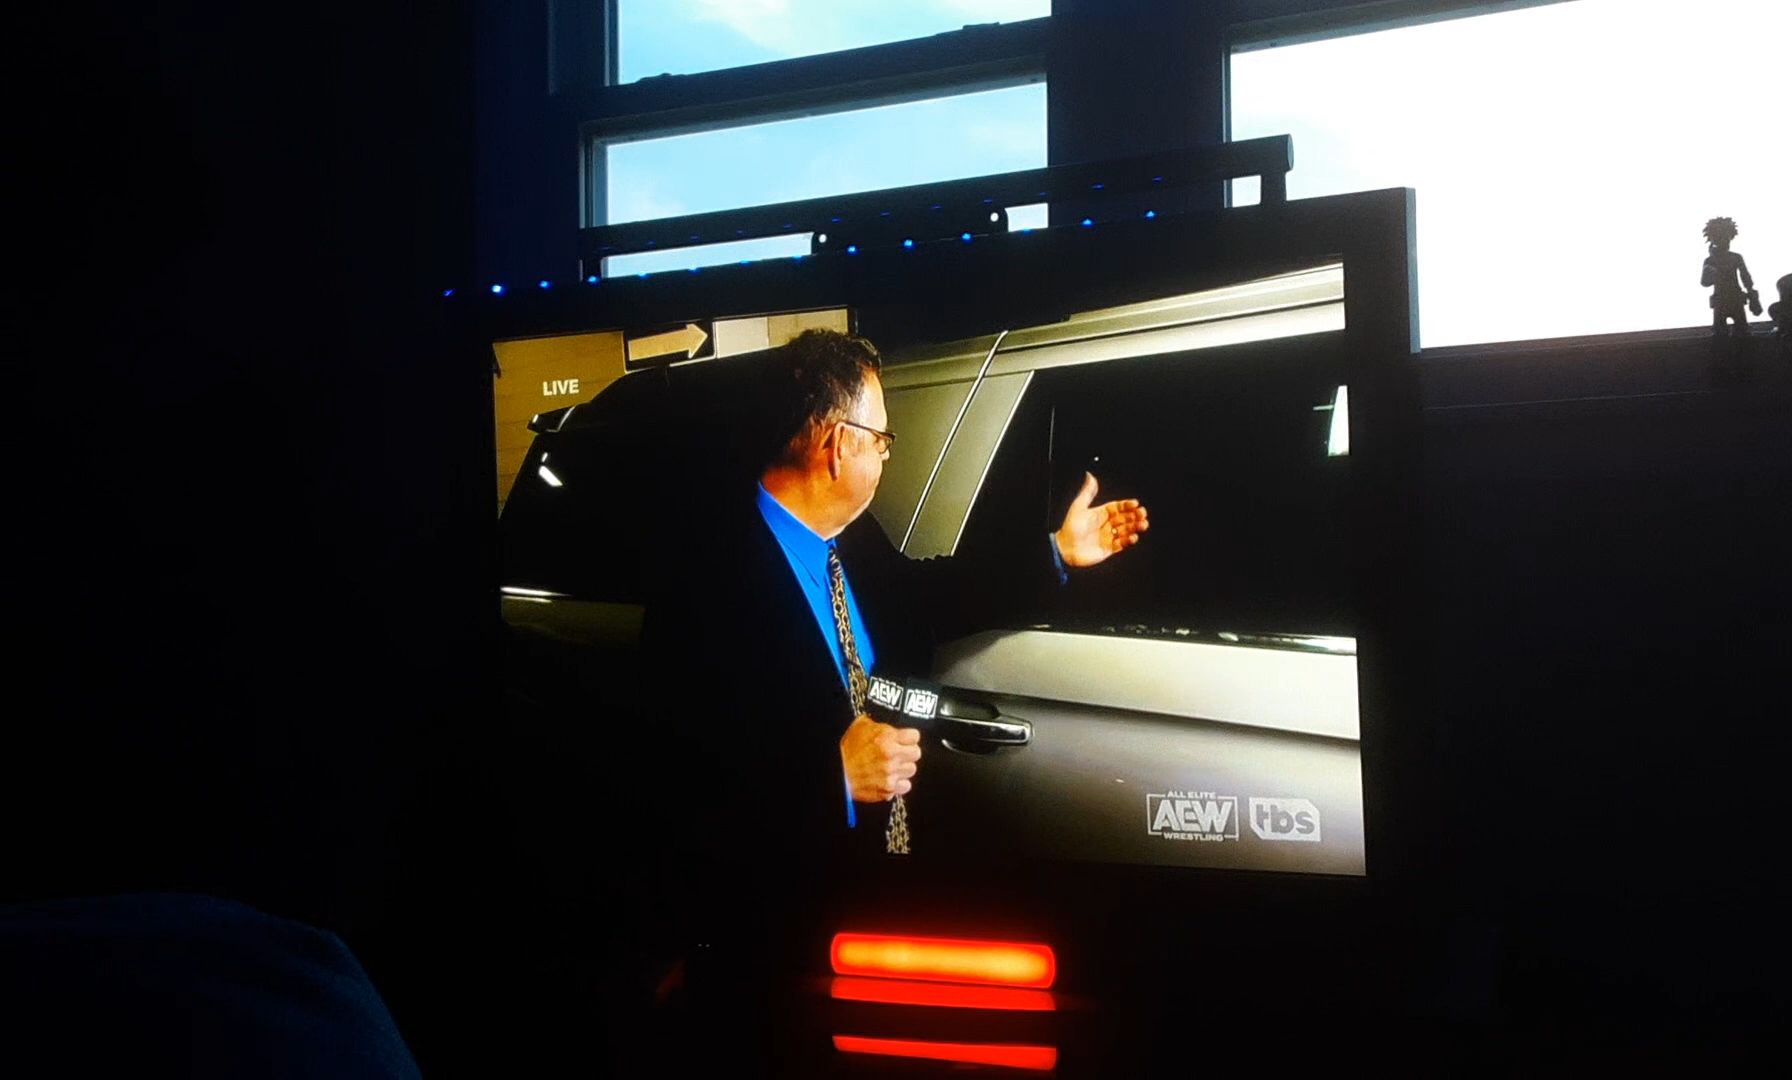 LIVE
AEW AEW
ALL ELITE
AEW
WRESTLING
tbs